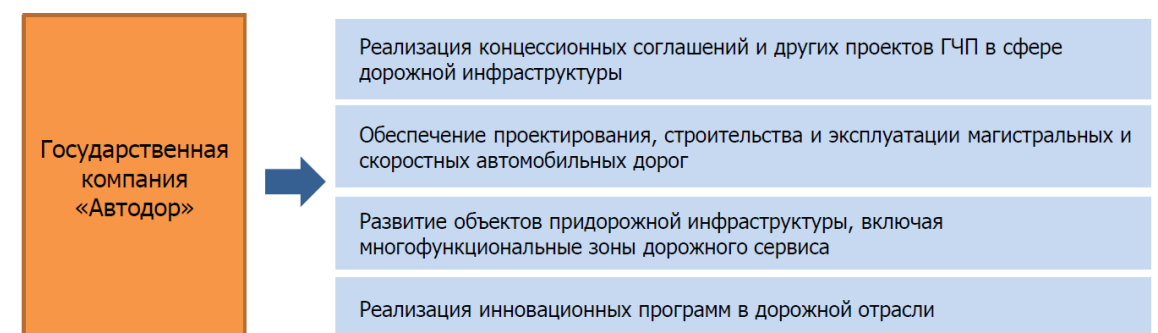 Государственная
компания
«Автодор»
Реализация концессионных соглашений и других проектов ГЧП в сфере
дорожной инфраструктуры
Обеспечение проектирования, строительства и эксплуатации магистральных и
скоростных автомобильных дорог
Развитие объектов придорожной инфраструктуры, включая
многофункциональные зоны дорожного сервиса
Реализация инновационных программ в дорожной отрасли